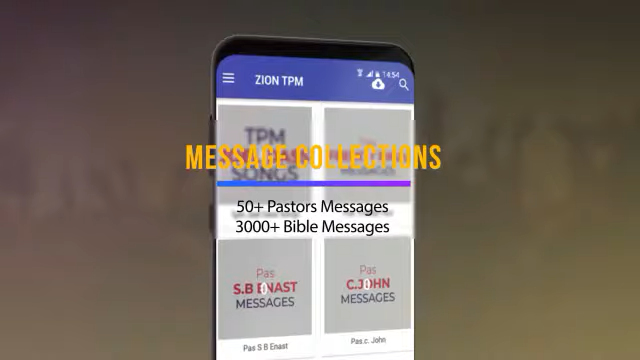 14:54
ZION TPM
TPM
SONGS
MESSAGE COLLECTIONS
MESSAGES
50+ Pastors Messages
3000+ Bible Messages
Pas
S.B ENAST
MESSAGES
Pas S B Enast
Pas
C.JOHN
MESSAGES
Pas.c. John